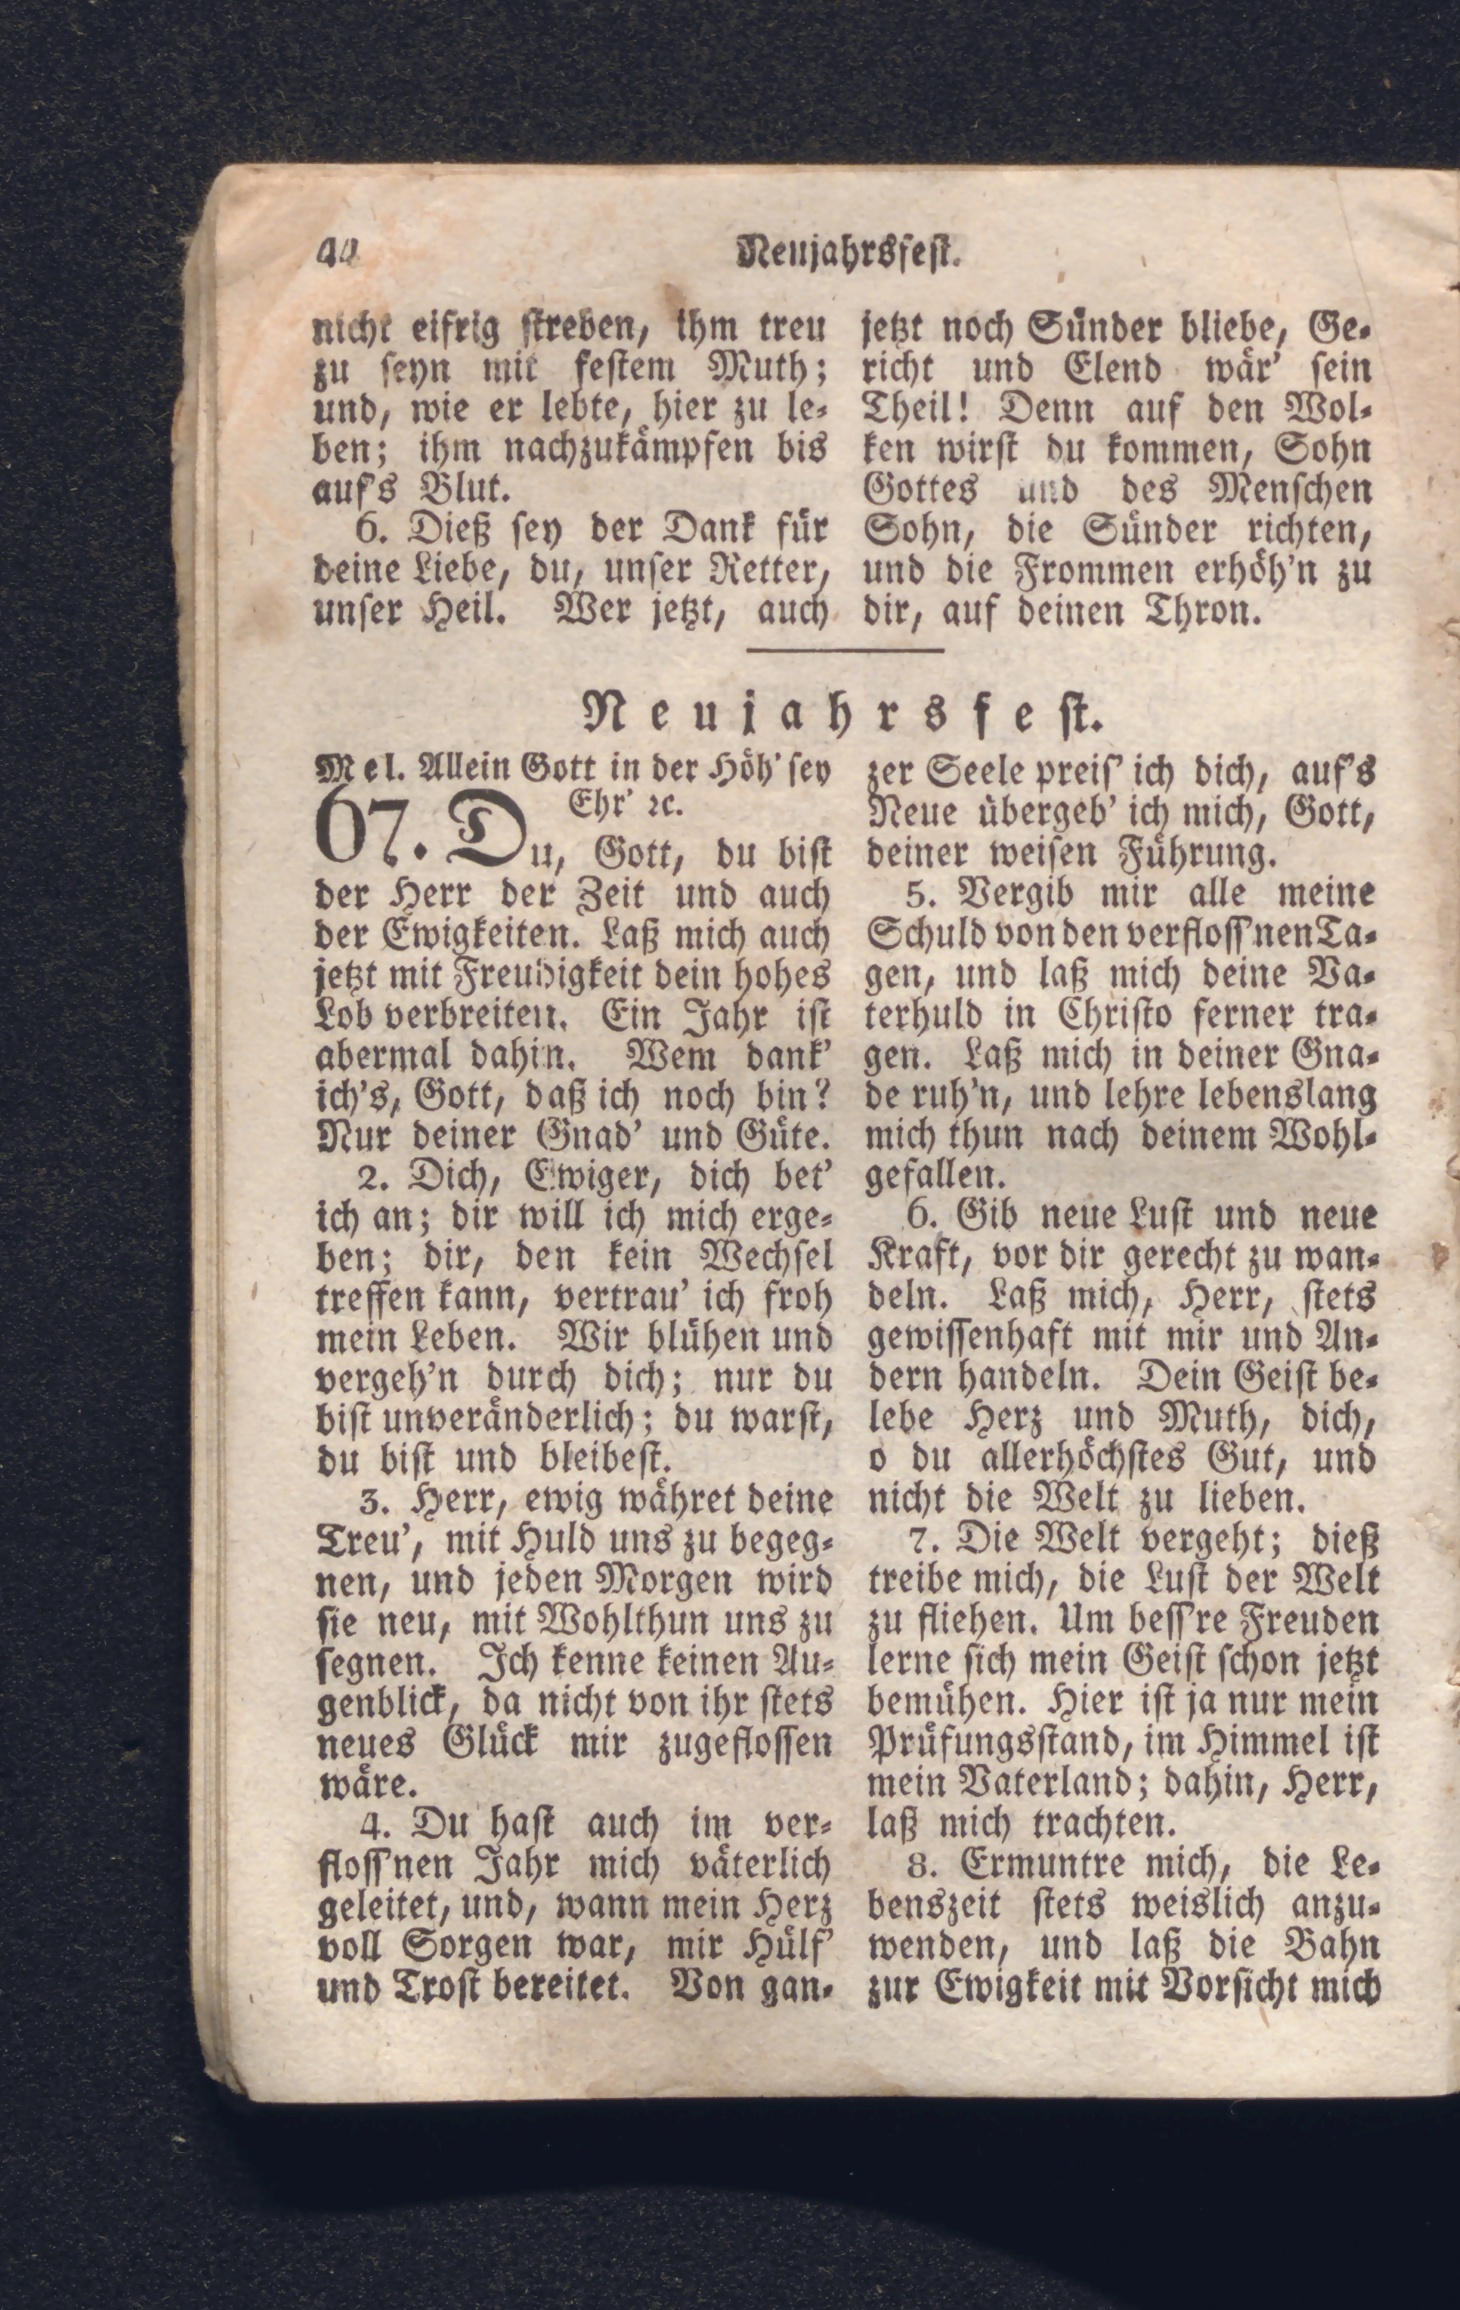 44
Neujahrsfest.
nicht eifrig streben, ihm treu
zu seyn mit festem Muth;
und, wie er lebte, hier zu le-
ben; ihm nachzukämpfen bis
auf's Blut.
6. Dieß sey der Dank für
deine Liebe, du, unser Retter,
unser Heil. Wer jetzt, auch
jetzt noch Sünder bliebe, Ge-
richt und Elend wär' sein
Theil! Denn auf den Wol-
ken wirst du kommen, Sohn
Gottes und des Menschen
Sohn, die Sünder richten,
und die Frommen erhöh'n zu
dir, auf deinen Thron.
Neujahrsfest.
Mel. Allein Gott in der Höh' sey
Ehr' ꝛc.
67. Du, Gott, du bist
der Herr der Zeit und auch
der Ewigkeiten. Laß mich auch
jetzt mit Freudigkeit dein hohes
Lob verbreiten. Ein Jahr ist
abermal dahin. Wem dank'
ich's, Gott, daß ich noch bin?
Nur deiner Gnad' und Güte.
2. Dich, Ewiger, dich bet'
ich an; dir will ich mich erge-
ben; dir, den kein Wechsel
treffen kann, vertrau' ich froh
mein Leben. Wir blühen und
vergeh'n durch dich; nur du
bist unveränderlich; du warst,
du bist und bleibest.
3. Herr, ewig währet deine
Treu', mit Huld uns zu begeg-
nen, und jeden Morgen wird
sie neu, mit Wohlthun uns zu
segnen. Ich kenne keinen Au-
genblick, da nicht von ihr stets
neues Glück mir zugeflossen
wäre.
4. Du hast auch im ver-
floss'nen Jahr mich väterlich
geleitet, und, wann mein Herz
voll Sorgen war, mir Hülf'
und Trost bereitet. Von gan-
zer Seele preis' ich dich, auf's
Neue übergeb' ich mich, Gott,
deiner weisen Führung.
5. Vergib mir alle meine
Schuld von den verfloss'nen Ta-
gen, und laß mich deine Va-
terhuld in Christo ferner tra-
gen. Laß mich in deiner Gna-
de ruh'n, und lehre lebenslang
mich thun nach deinem Wohl-
gefallen.
6. Gib neue Lust und neue
Kraft, vor dir gerecht zu wan-
deln. Laß mich, Herr, stets
gewissenhaft mit mir und An-
dern handeln. Dein Geist be-
lebe Herz und Muth, dich,
o du allerhöchstes Gut, und
nicht die Welt zu lieben.
7. Die Welt vergeht; dieß
treibe mich, die Lust der Welt
zu fliehen. Um bess're Freuden
lerne sich mein Geist schon jetzt
bemühen. Hier ist ja nur mein
Prüfungsstand, im Himmel ist
mein Vaterland; dahin, Herr,
laß mich trachten.
8. Ermuntre mich, die Le-
benszeit stets weislich anzu-
wenden, und laß die Bahn
zur Ewigkeit mit Vorsicht mich